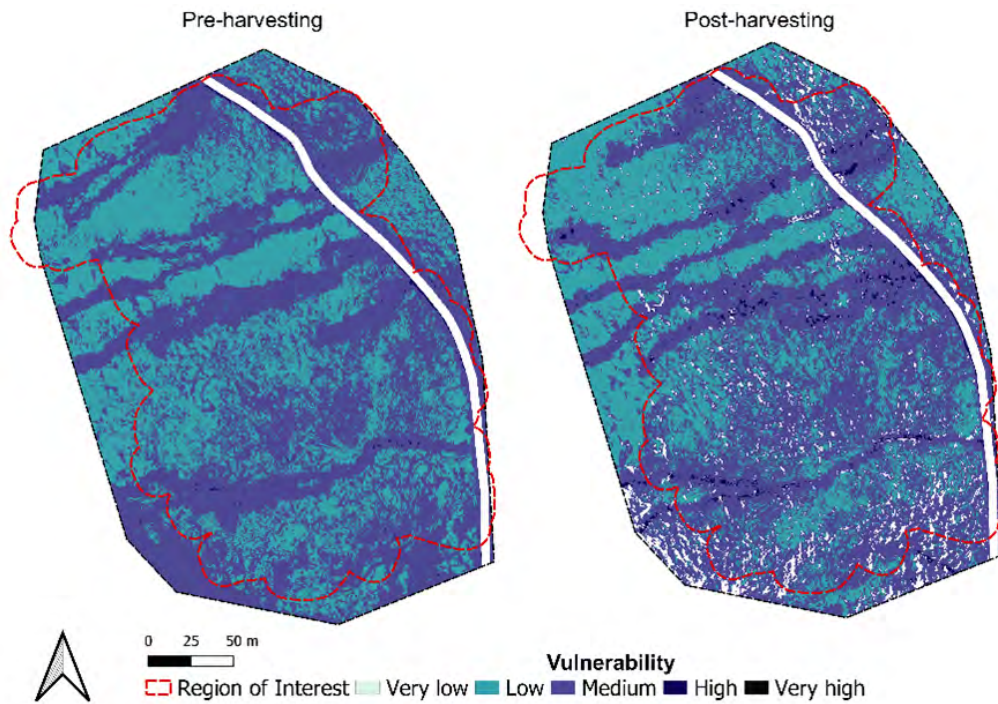 Pre-harvesting
Post-harvesting
0 25 50 m
Vulnerability
Region of Interest Very low Low Medium High Very high